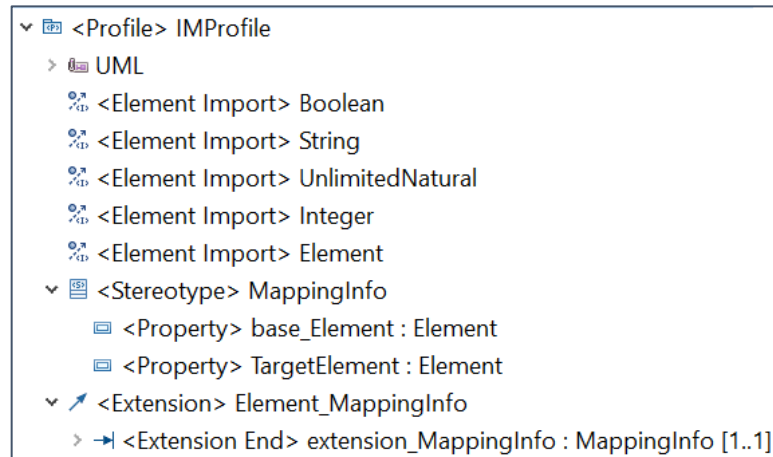 <Profile> IMProfile
UML
<Element Import> Boolean
<Element Import> String
<Element Import> UnlimitedNatural
<Element Import> Integer
<Element Import> Element
<Stereotype> MappingInfo
<Property> base_Element : Element
<Property> TargetElement : Element
<Extension> Element_MappingInfo
<Extension End> extension_MappingInfo : MappingInfo [1..1]